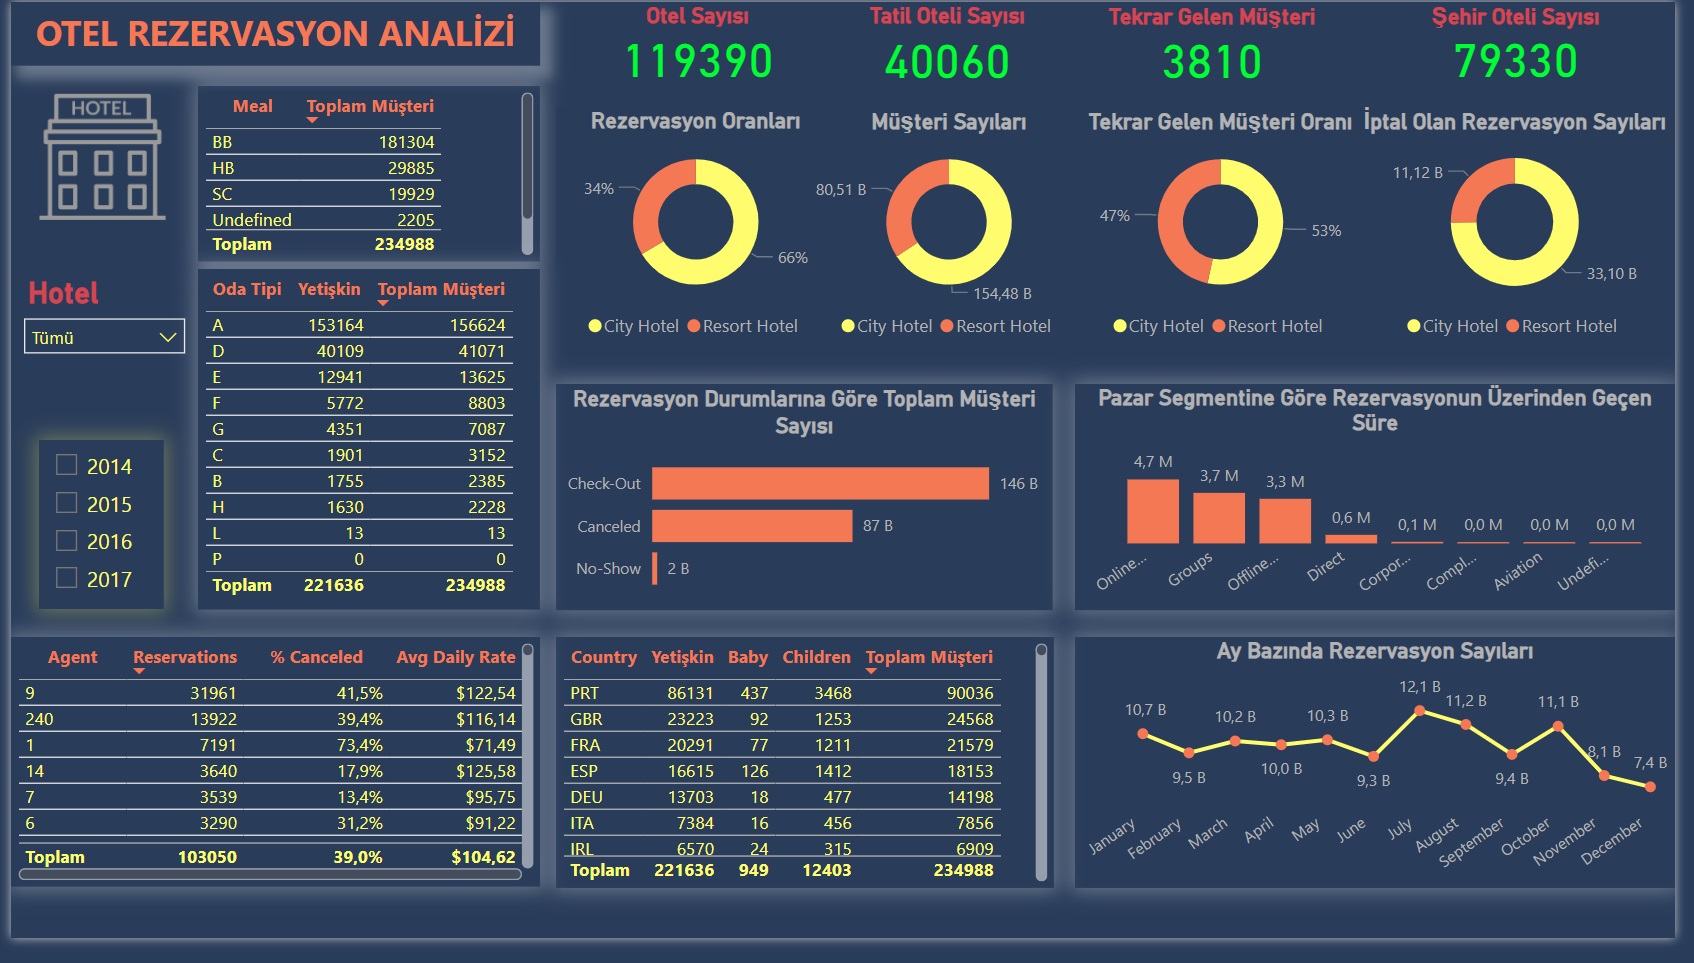 OTEL REZERVASYON ANALİZİ
Otel Sayısı
119390
Tatil Oteli Sayısı
40060
Tekrar Gelen Müşteri
3810
Şehir Oteli Sayısı
79330
HOTEL
Meal Toplam Müşteri
BB 181304
HB 29885
SC 19929
Undefined 2205
Toplam 234988
Hotel
Tümü
2014
2015
2016
2017
Oda Tipi Yetişkin Toplam Müşteri
A 153164 156624
D 40109 41071
E 12941 13625
F 5772 8803
G 4351 7087
C 1901 3152
B 1755 2385
H 1630 2228
L 13 13
P 0 0
Toplam 221636 234988
Rezervasyon Oranları
34%
66%
City Hotel Resort Hotel
Müşteri Sayıları
80,51 B
154,48 B
City Hotel Resort Hotel
Tekrar Gelen Müşteri Oranı
47%
53%
City Hotel Resort Hotel
İptal Olan Rezervasyon Sayıları
11,12 B
33,10 B
City Hotel Resort Hotel
Rezervasyon Durumlarına Göre Toplam Müşteri
Sayısı
Check-Out 146 B
Canceled 87 B
No-Show 2 B
Pazar Segmentine Göre Rezervasyonun Üzerinden Geçen
Süre
4,7 M 3,7 M 3,3 M 0,6 M 0,1 M 0,0 M 0,0 M 0,0 M
Online... Groups Offline... Direct Corpor... Compl... Aviation Undefi...
Agent Reservations % Canceled Avg Daily Rate
9 31961 41,5% $122,54
240 13922 39,4% $116,14
1 7191 73,4% $71,49
14 3640 17,9% $125,58
7 3539 13,4% $95,75
6 3290 31,2% $91,22
Toplam 103050 39,0% $104,62
Country Yetişkin Baby Children Toplam Müşteri
PRT 86131 437 3468 90036
GBR 23223 92 1253 24568
FRA 20291 77 1211 21579
ESP 16615 126 1412 18153
DEU 13703 18 477 14198
ITA 7384 16 456 7856
IRL 6570 24 315 6909
Toplam 221636 949 12403 234988
Ay Bazında Rezervasyon Sayıları
10,7 B 9,5 B 10,2 B 10,0 B 10,3 B 9,3 B 12,1 B 11,2 B 9,4 B 11,1 B 8,1 B 7,4 B
January February March April May June July August September October November December